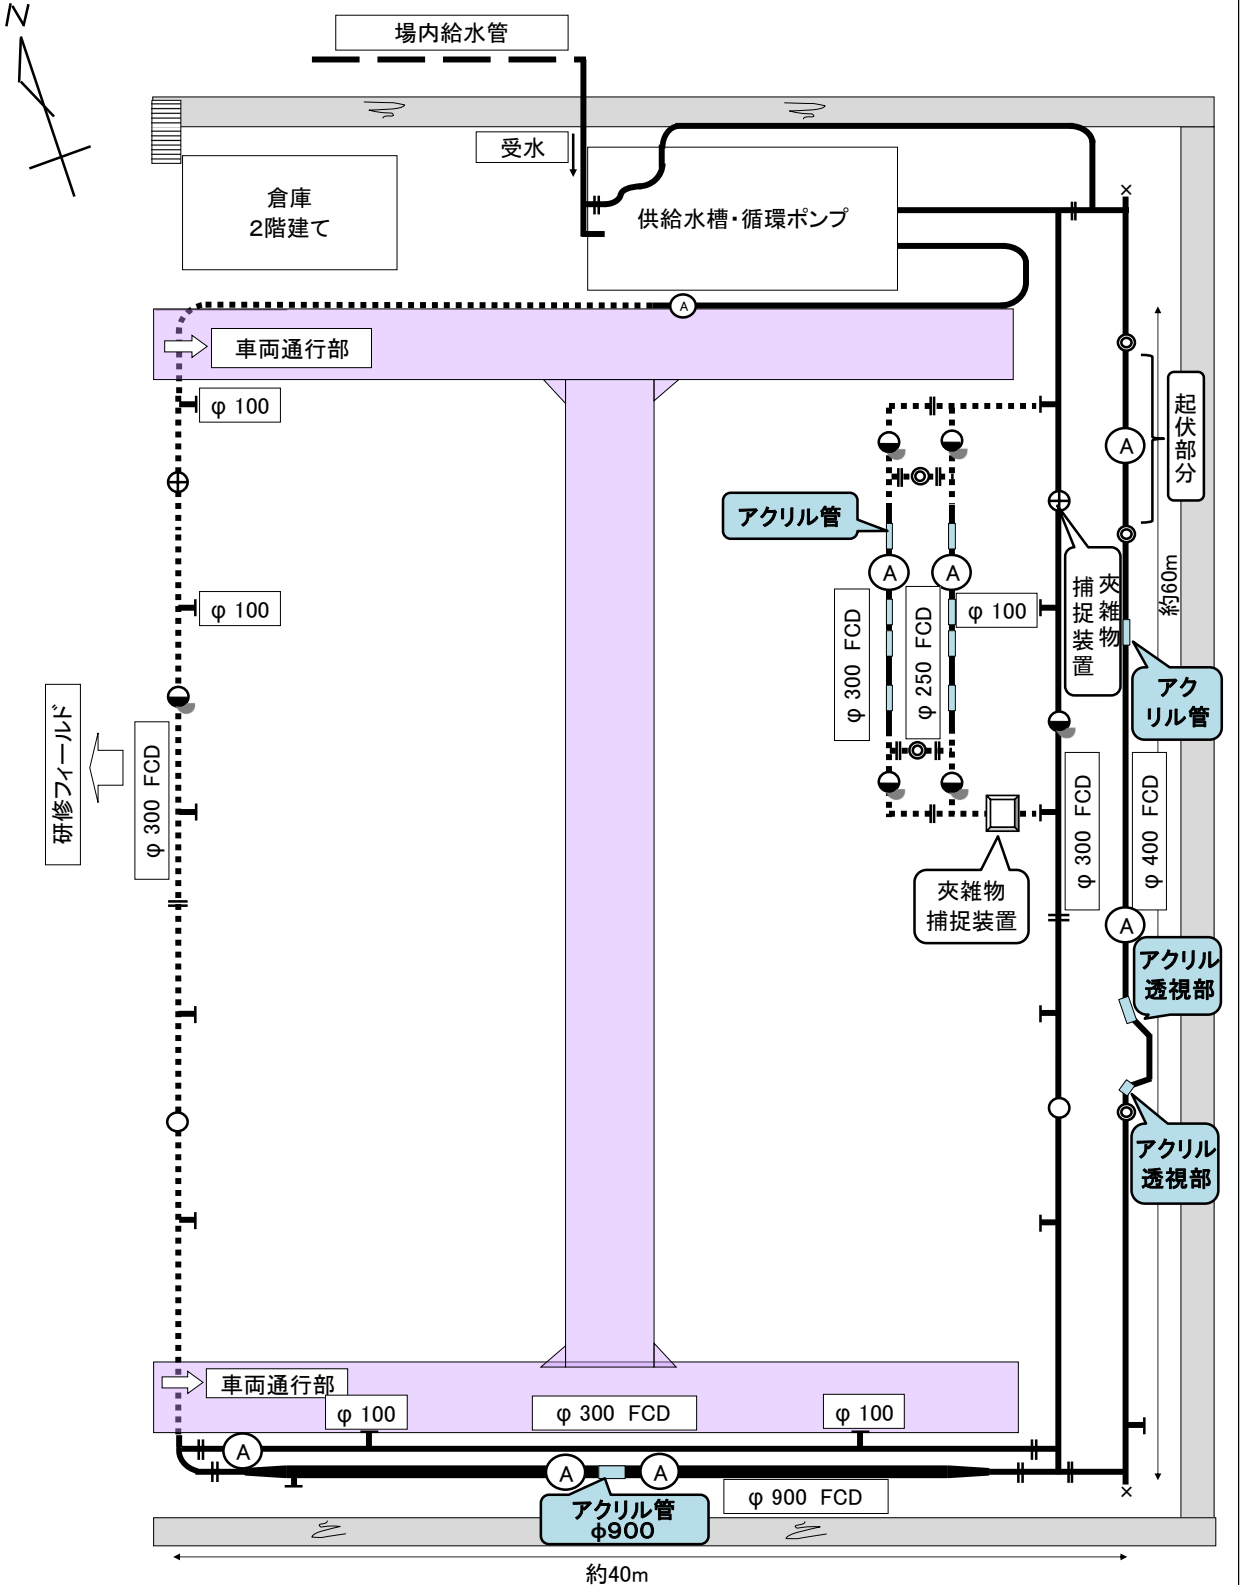 N
場内給水管
受水
倉庫
2階建て
供給水槽・循環ポンプ
A
車両通行部
φ 100
起伏部分
A
アクリル管
A
A
夾雑物
捕捉装置
約60m
φ 100
φ 300 FCD
φ 250 FCD
φ 100
アク
リル管
研修フィールド
φ 300 FCD
φ 300 FCD
φ 400 FCD
夾雑物
捕捉装置
A
アクリル
透視部
アクリル
透視部
車両通行部
φ 100
φ 300 FCD
φ 100
A
A
A
φ 900 FCD
アクリル管
φ900
約40m